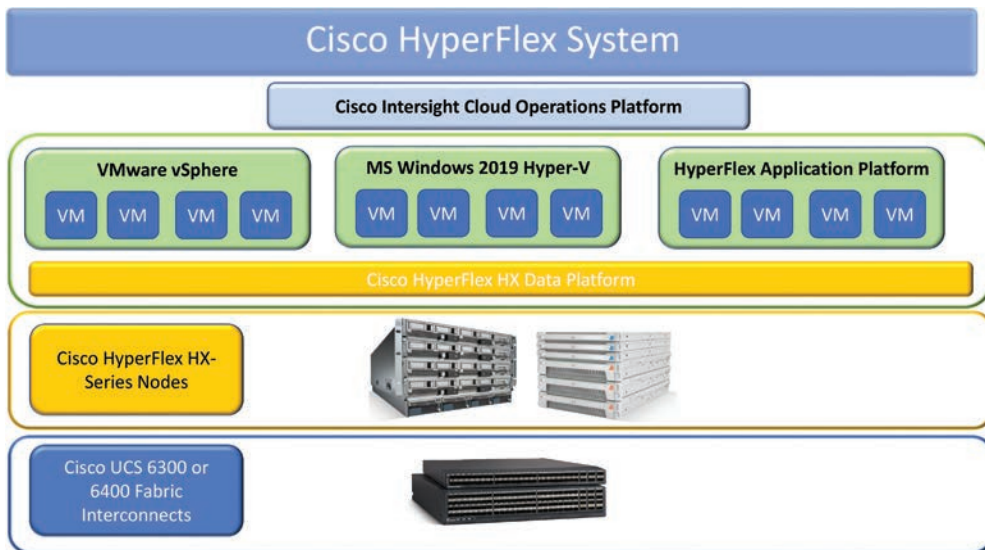 Cisco HyperFlex System
Cisco Intersight Cloud Operations Platform
VMware vSphere
VM VM VM VM
MS Windows 2019 Hyper-V
VM VM VM VM
HyperFlex Application Platform
VM VM VM VM
Cisco HyperFlex HX Data Platform
Cisco HyperFlex HX-
Series Nodes
Cisco UCS 6300 or
6400 Fabric
Interconnects